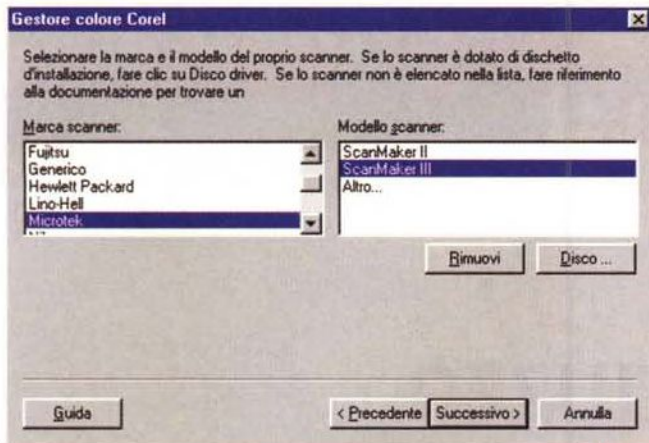 Gestore colore Corel
Selezionare la marca e il modello del proprio scanner. Se lo scanner è dotato di dischetto
d'installazione, fare clic su Disco driver. Se lo scanner non è elencato nella lista, fare riferimento
alla documentazione per trovare un
Marca scanner:
Modello scanner:
Fujitsu
Generico
Hewlett Packard
Lino-Hell
Microtek
ScanMaker II
ScanMaker III
Altro...
Rimuovi
Disco ...
Guida
< Precedente
Successivo >
Annulla